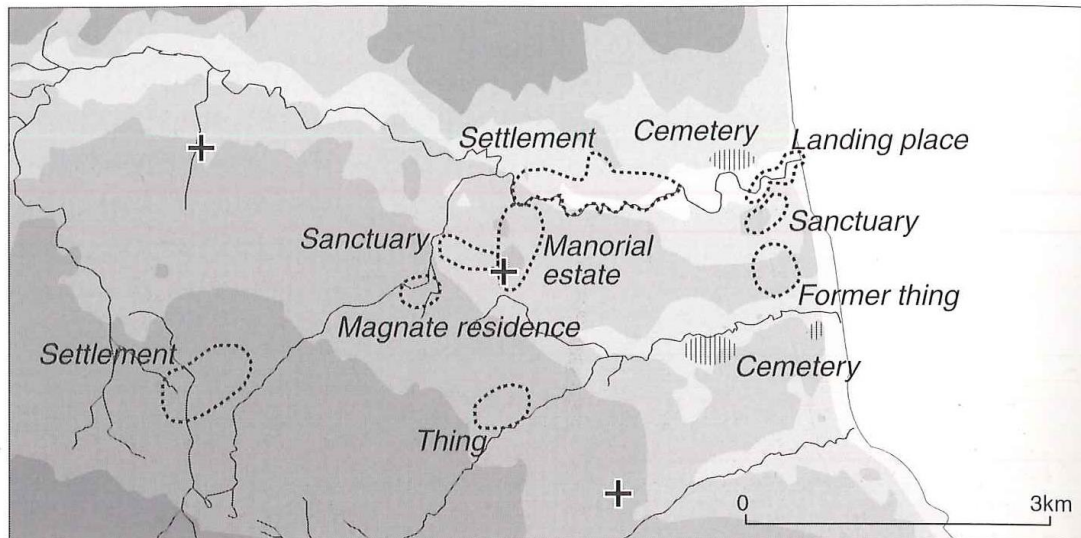 Settlement
Cemetery
Landing place
Sanctuary
Sanctuary
Manorial
estate
Former thing
Magnate residence
Settlement
Cemetery
Thing
0
3km